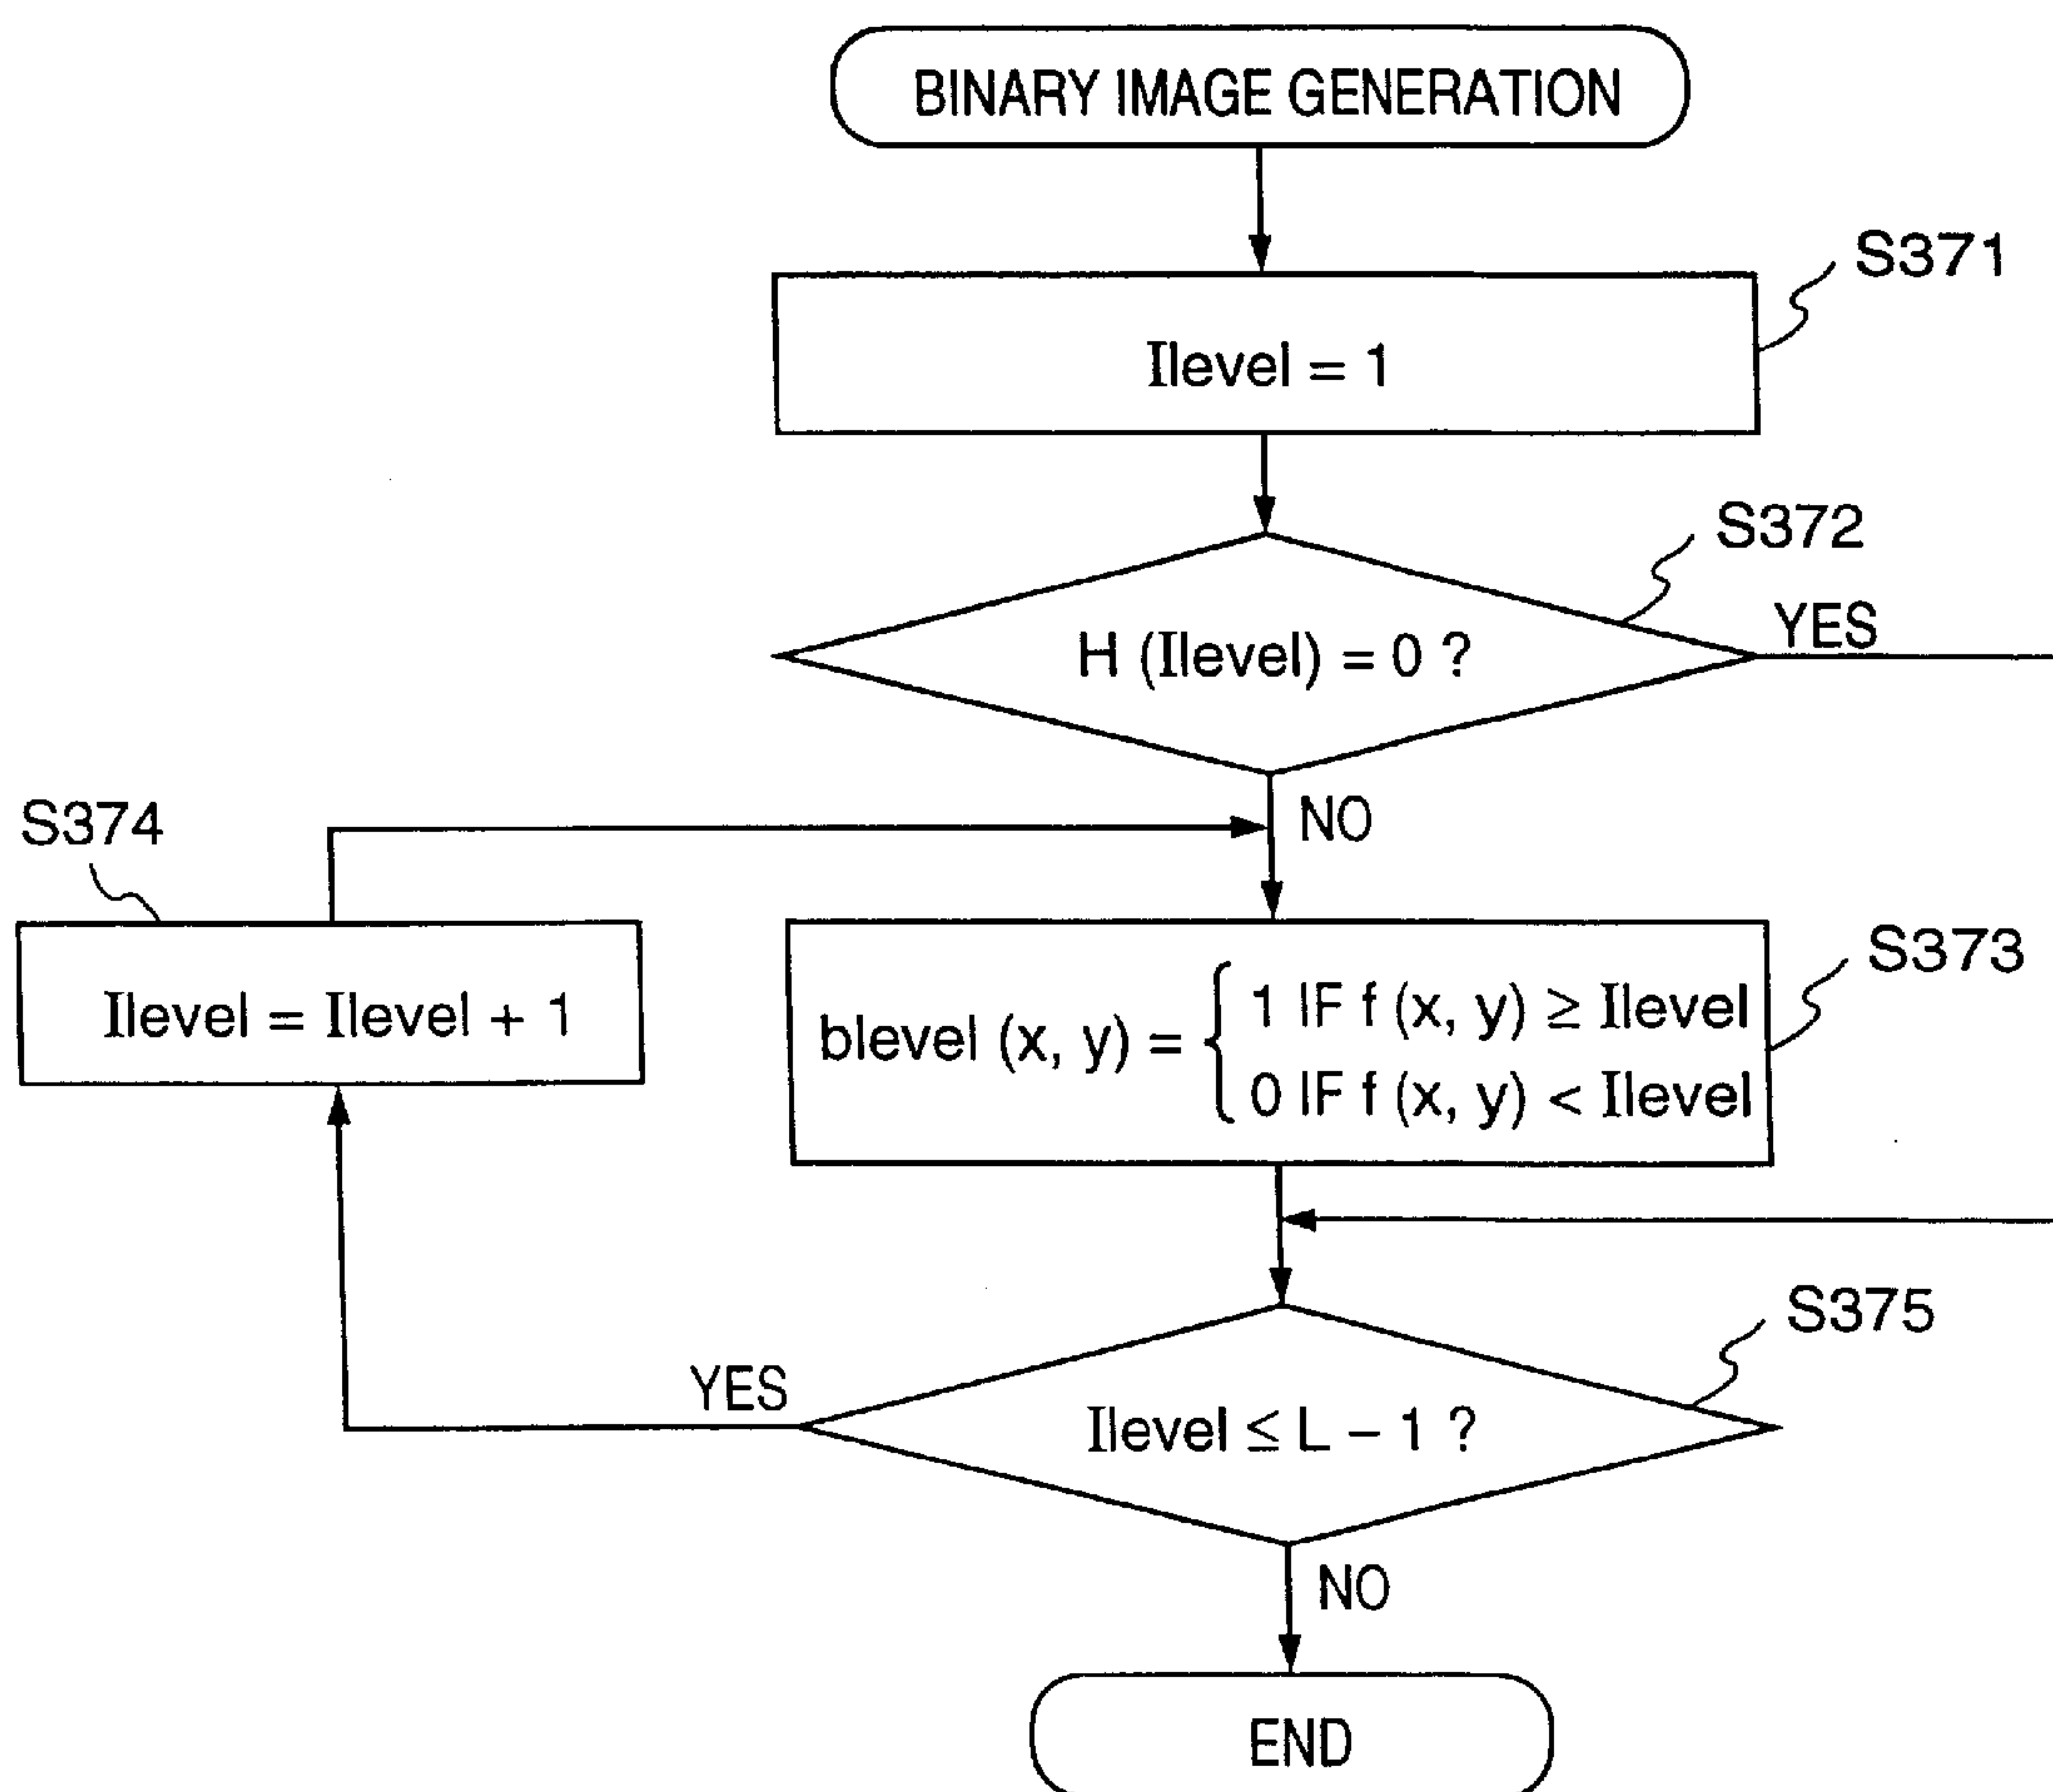 BINARY IMAGE GENERATION
S371
Ilevel = 1
S372
H (Ilevel) = 0 ?
YES
NO
S374
Ilevel = Ilevel + 1
S373
blevel (x, y) = { 1 IF f (x, y) ≥ Ilevel
0 IF f (x, y) < Ilevel
S375
YES
Ilevel ≤ L – 1 ?
NO
END